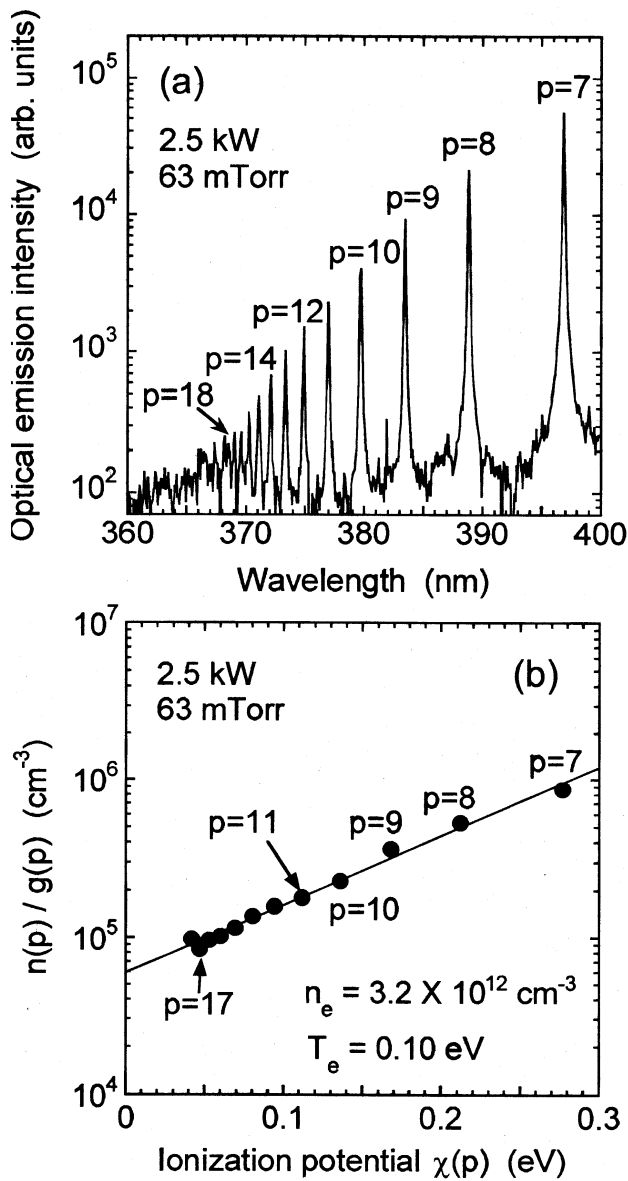 Optical emission intensity (arb. units)
10^5
10^4
10^3
10^2
(a)
2.5 kW
63 mTorr
p=7
p=8
p=9
p=10
p=12
p=14
p=18
360
370
380
390
400
Wavelength (nm)
n(p) / g(p) (cm^-3)
10^7
10^6
10^5
10^4
2.5 kW
63 mTorr
(b)
p=7
p=8
p=9
p=11
p=10
p=17
n_e = 3.2 X 10^12 cm^-3
T_e = 0.10 eV
0
0.1
0.2
0.3
Ionization potential χ(p) (eV)